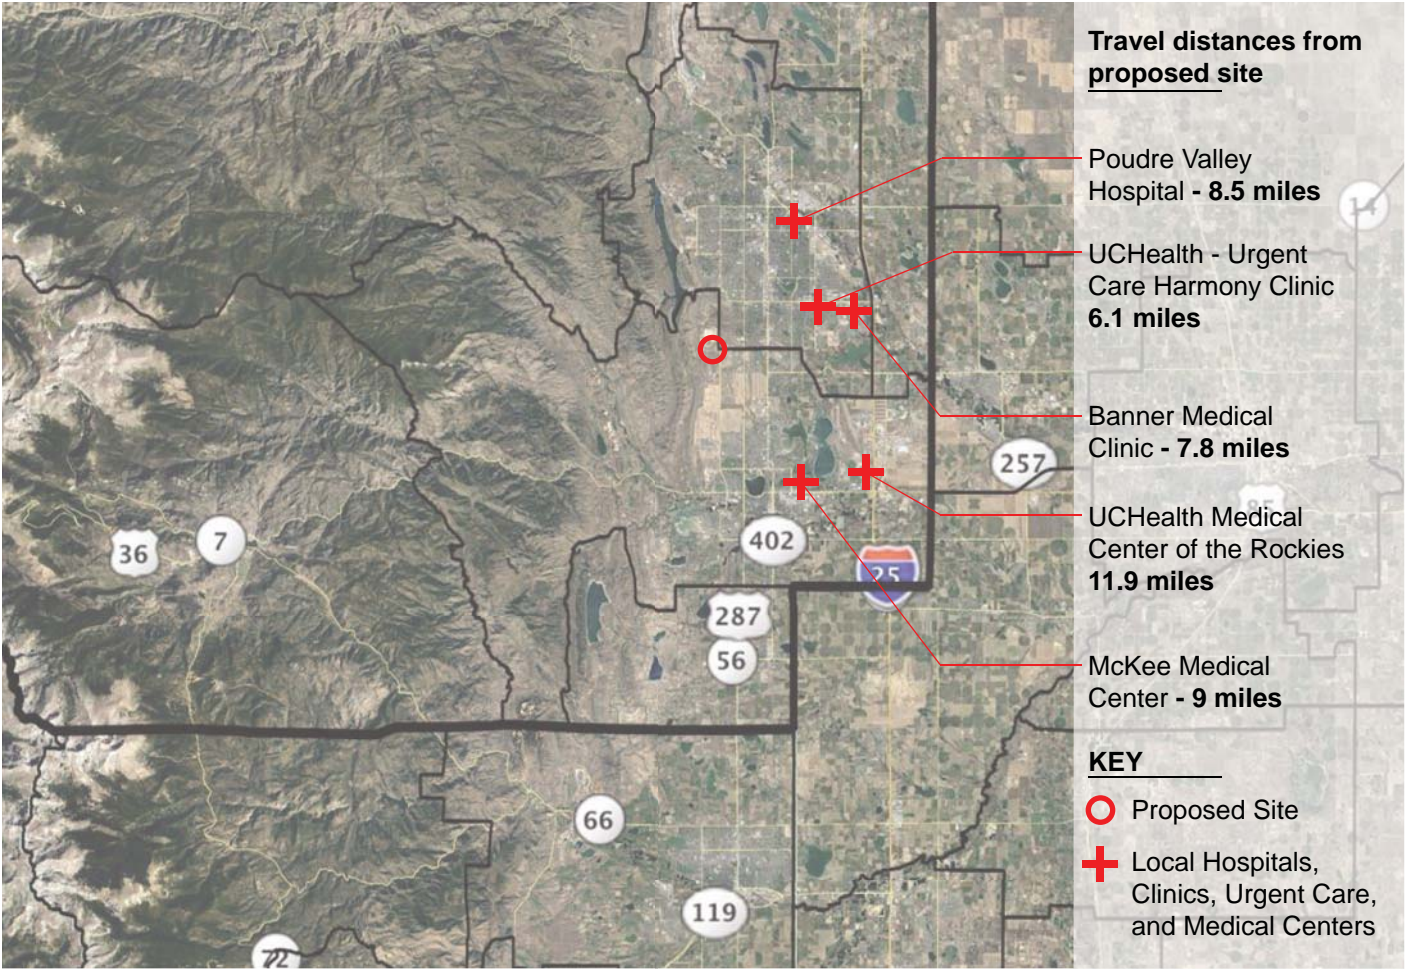 Travel distances from
proposed site
Poudre Valley
Hospital - 8.5 miles
14
UCHealth - Urgent
Care Harmony Clinic
6.1 miles
Banner Medical
Clinic - 7.8 miles
257
85
UCHealth Medical
Center of the Rockies
11.9 miles
36
7
402
25
287
56
McKee Medical
Center - 9 miles
KEY
Proposed Site
66
Local Hospitals,
Clinics, Urgent Care,
and Medical Centers
119
72